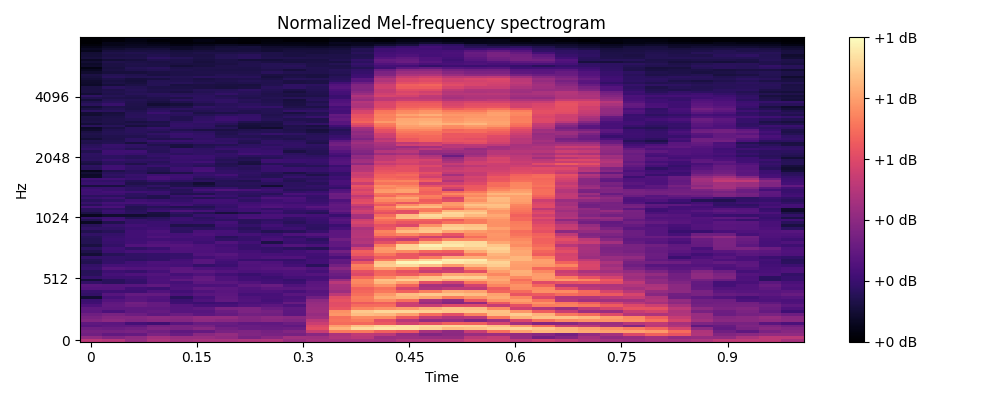 Normalized Mel-frequency spectrogram
Hz
4096
2048
1024
512
0
0 0.15 0.3 0.45 0.6 0.75 0.9
Time
+1 dB
+1 dB
+1 dB
+0 dB
+0 dB
+0 dB